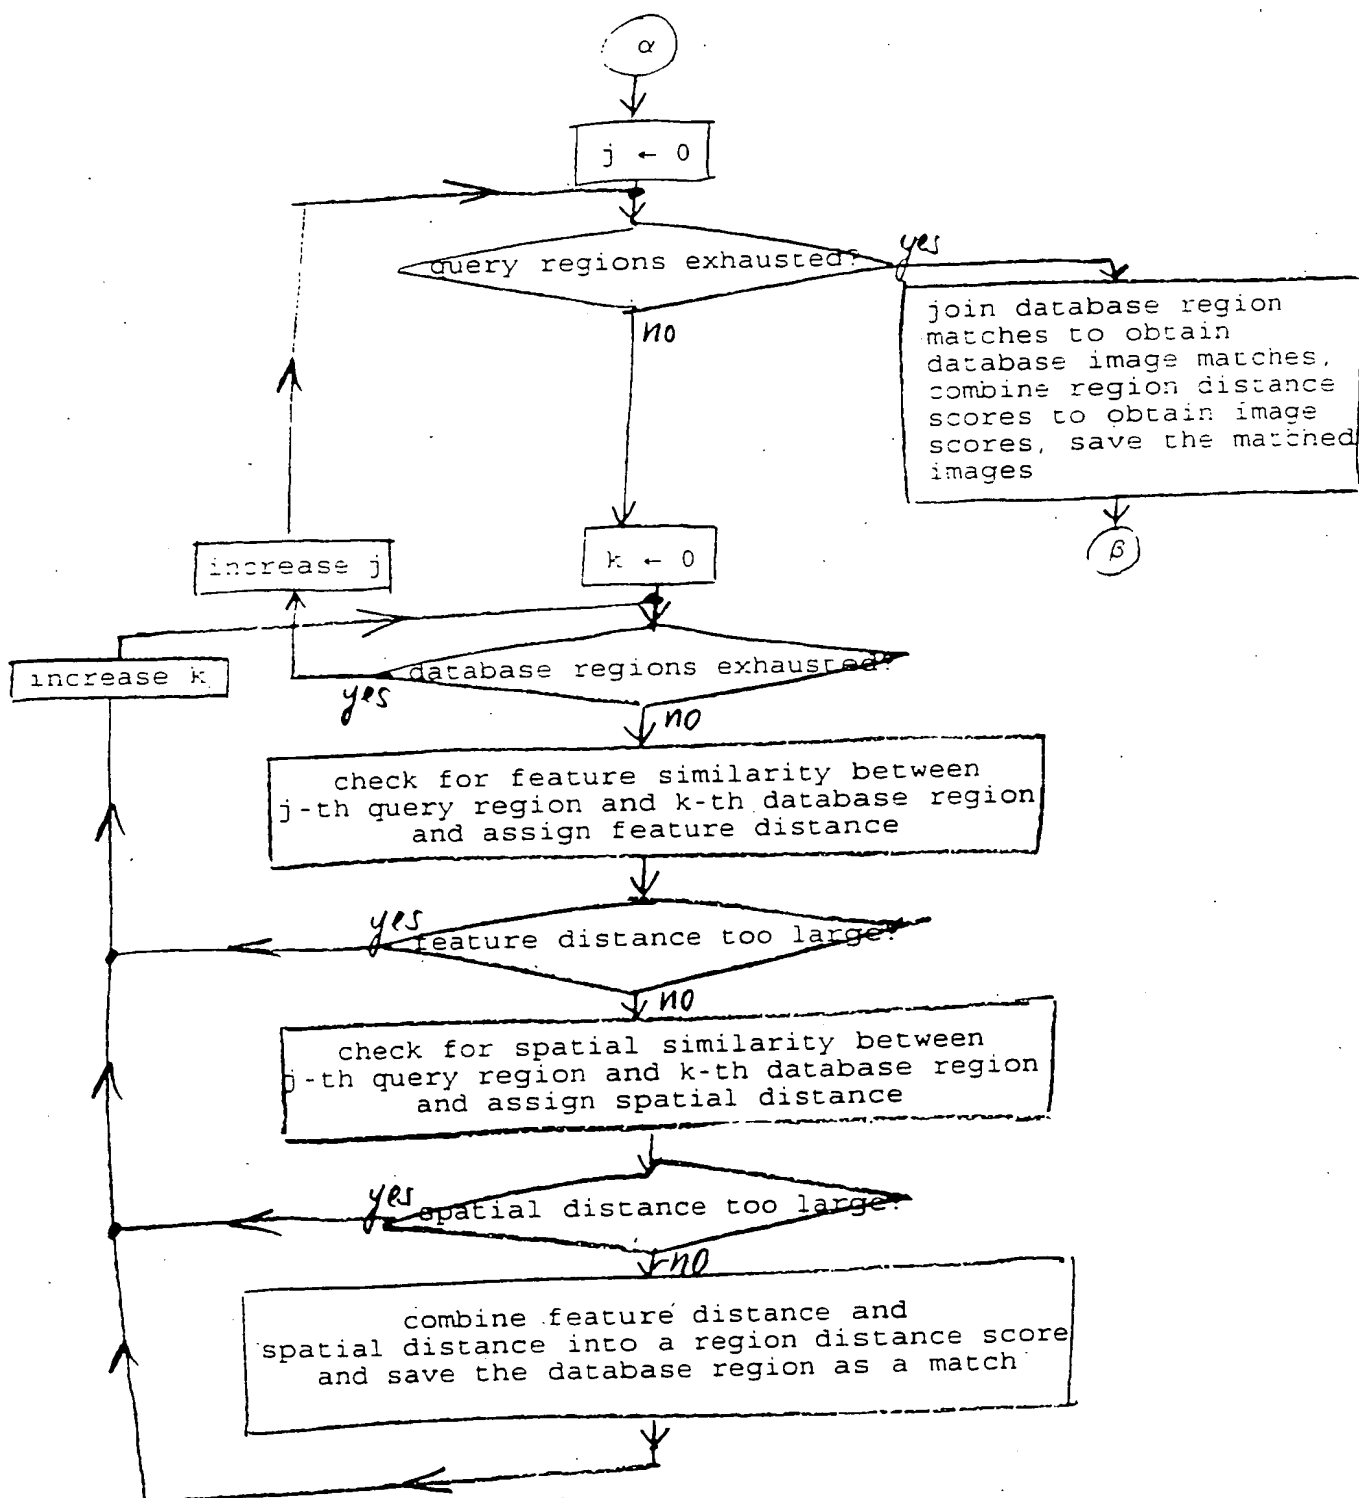 α
j ← 0
query regions exhausted?
yes
no
join database region
matches to obtain
database image matches,
combine region distance
scores to obtain image
scores, save the matched
images
β
increase j
k ← 0
increase k
database regions exhausted?
yes
no
check for feature similarity between
j-th query region and k-th database region
and assign feature distance
yes
feature distance too large?
no
check for spatial similarity between
j-th query region and k-th database region
and assign spatial distance
yes
spatial distance too large?
no
combine feature distance and
spatial distance into a region distance score
and save the database region as a match